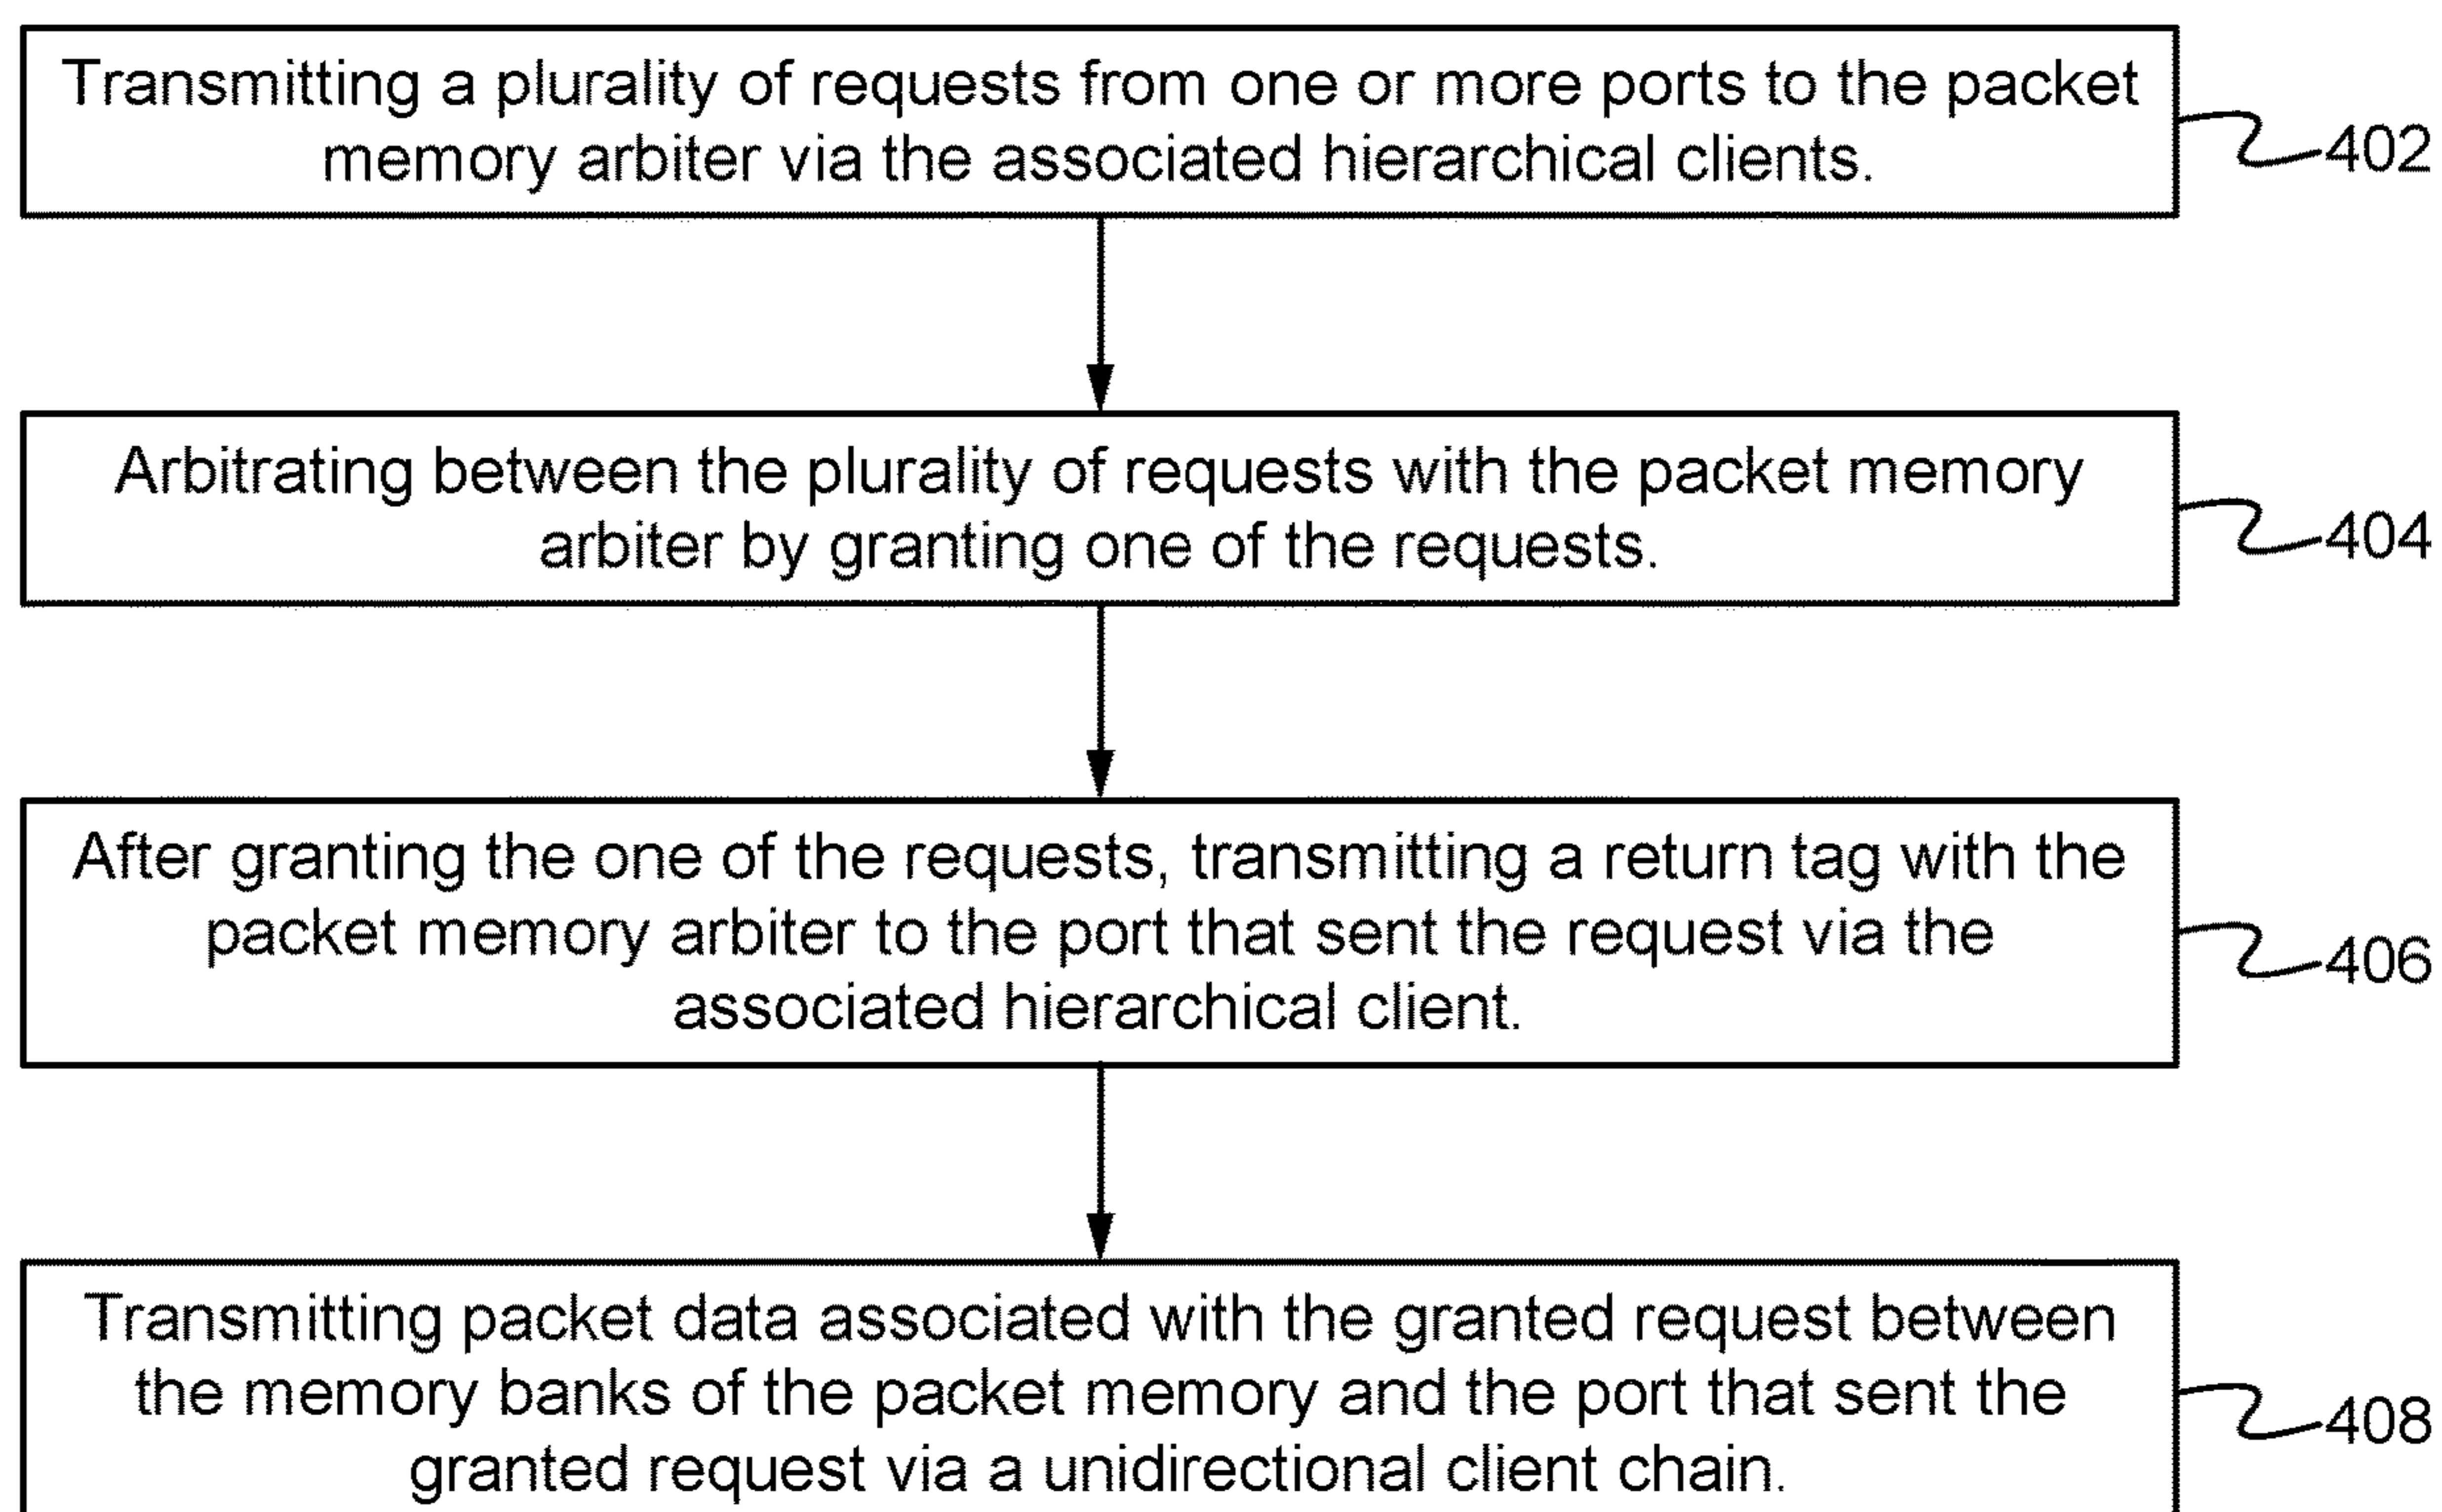 Transmitting a plurality of requests from one or more ports to the packet
memory arbiter via the associated hierarchical clients.
402
Arbitrating between the plurality of requests with the packet memory
arbiter by granting one of the requests.
404
After granting the one of the requests, transmitting a return tag with the
packet memory arbiter to the port that sent the request via the
associated hierarchical client.
406
Transmitting packet data associated with the granted request between
the memory banks of the packet memory and the port that sent the
granted request via a unidirectional client chain.
408